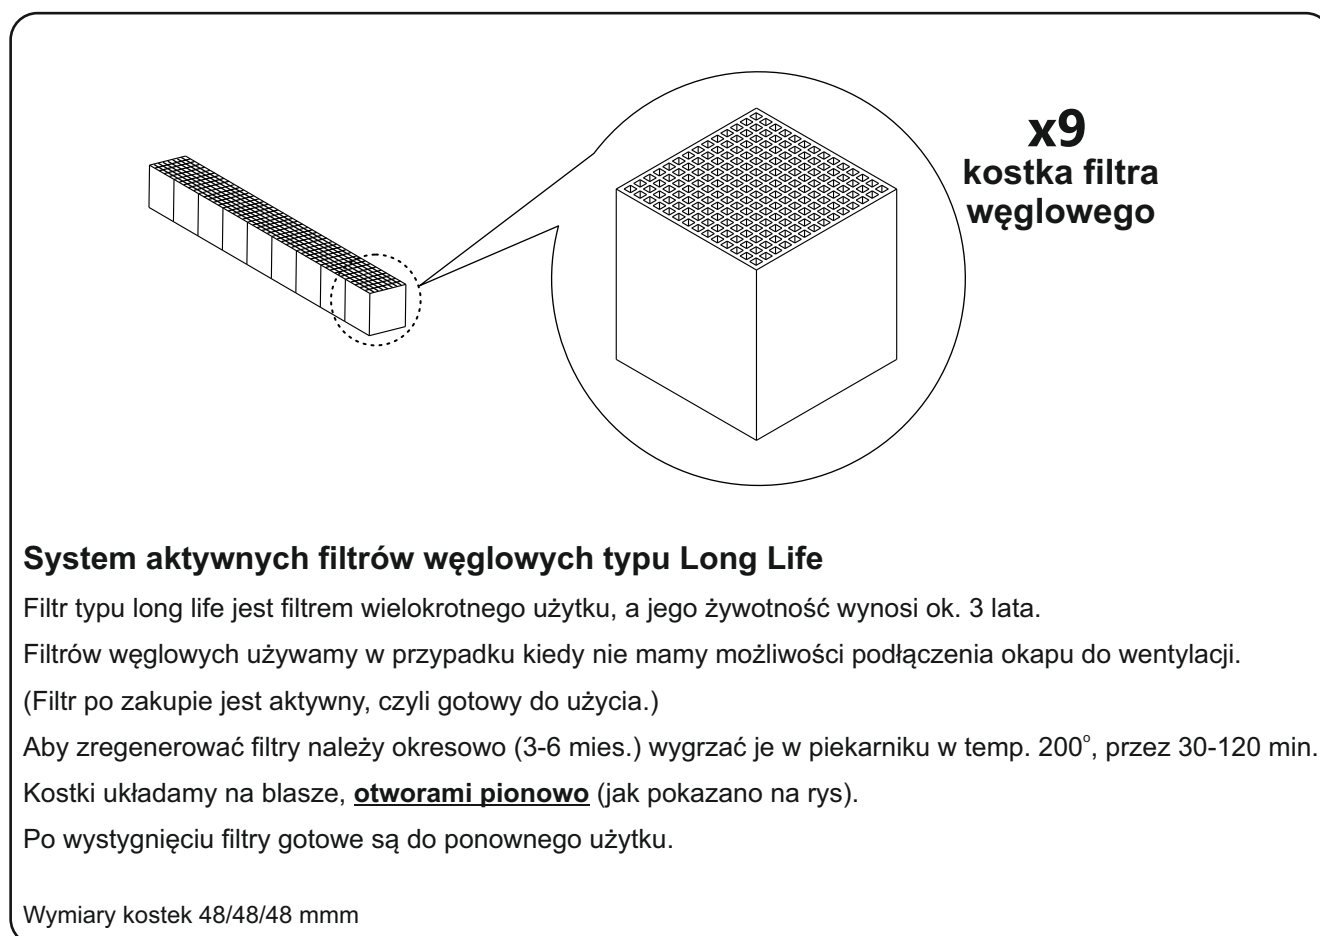 x9
kostka filtra
węglowego
System aktywnych filtrów węglowych typu Long Life
Filtr typu long life jest filtrem wielokrotnego użytku, a jego żywotność wynosi ok. 3 lata.
Filtrów węglowych używamy w przypadku kiedy nie mamy możliwości podłączenia okapu do wentylacji.
(Filtr po zakupie jest aktywny, czyli gotowy do użycia.)
Aby zregenerować filtry należy okresowo (3-6 mies.) wygrzać je w piekarniku w temp. 200°, przez 30-120 min.
Kostki układamy na blasze, otworami pionowo (jak pokazano na rys).
Po wystygnięciu filtry gotowe są do ponownego użytku.
Wymiary kostek 48/48/48 mmm